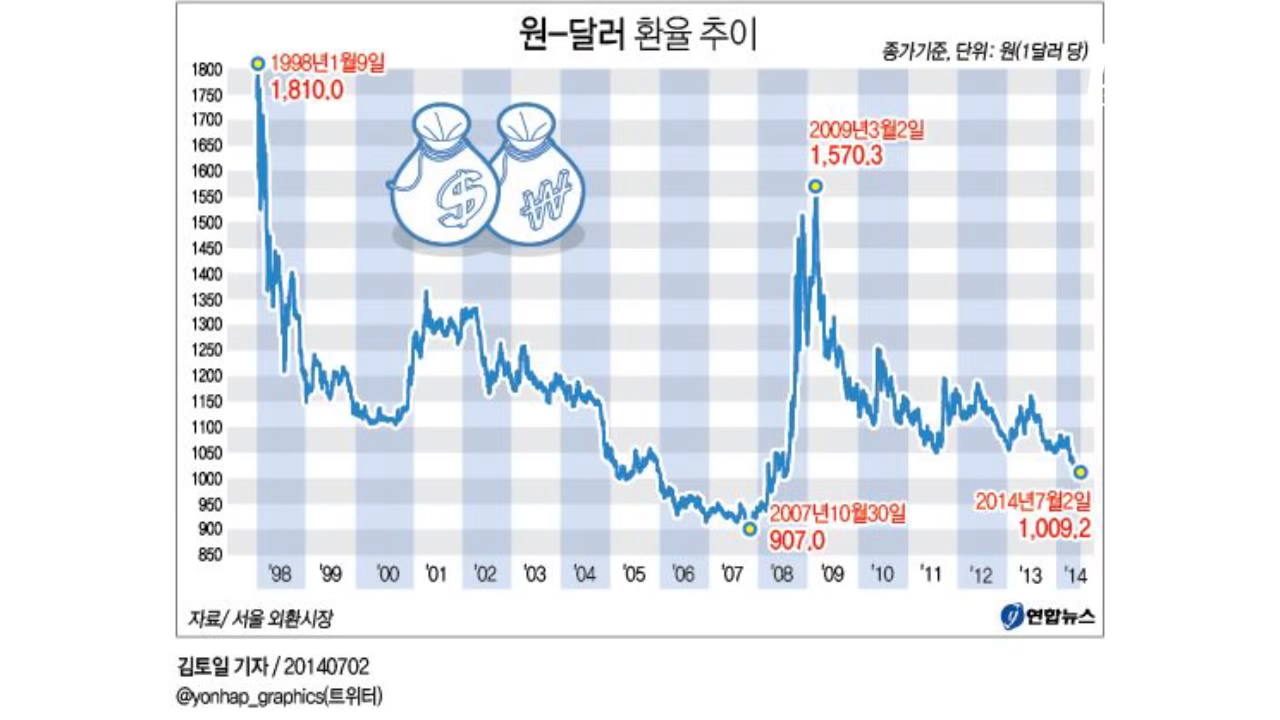 원-달러 환율 추이
종가기준, 단위: 원(1달러 당)
1998년1월9일
1,810.0
2009년3월2일
1,570.3
2007년10월30일
907.0
2014년7월2일
1,009.2
1800
1750
1700
1650
1600
1550
1500
1450
1400
1350
1300
1250
1200
1150
1100
1050
1000
950
900
850
$ ₩
'98 '99 '00 '01 '02 '03 '04 '05 '06 '07 '08 '09 '10 '11 '12 '13 '14
자료/ 서울 외환시장
y 연합뉴스
김토일 기자 / 20140702
@yonhap_graphics(트위터)